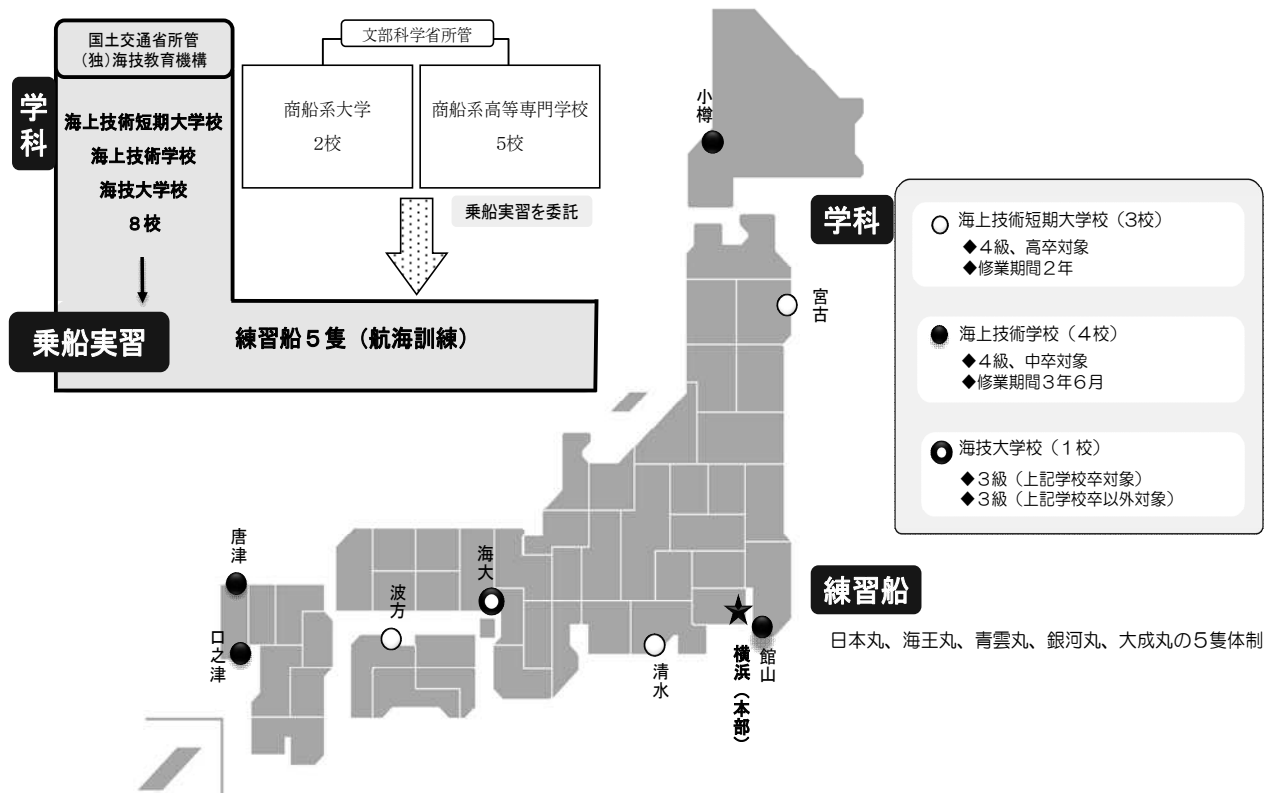 国土交通省所管
（独）海技教育機構
学科
海上技術短期大学校
海上技術学校
海技大学校
８校
文部科学省所管
商船系大学
2校
商船系高等専門学校
5校
乗船実習を委託
乗船実習
練習船５隻（航海訓練）
小樽
宮古
唐津
口之津
波方
海大
清水
横浜（本部）
館山
学科
海上技術短期大学校（３校）
◆４級、高卒対象
◆修業期間２年
海上技術学校（４校）
◆４級、中卒対象
◆修業期間３年６月
海技大学校（１校）
◆３級（上記学校卒対象）
◆３級（上記学校卒以外対象）
練習船
日本丸、海王丸、青雲丸、銀河丸、大成丸の５隻体制